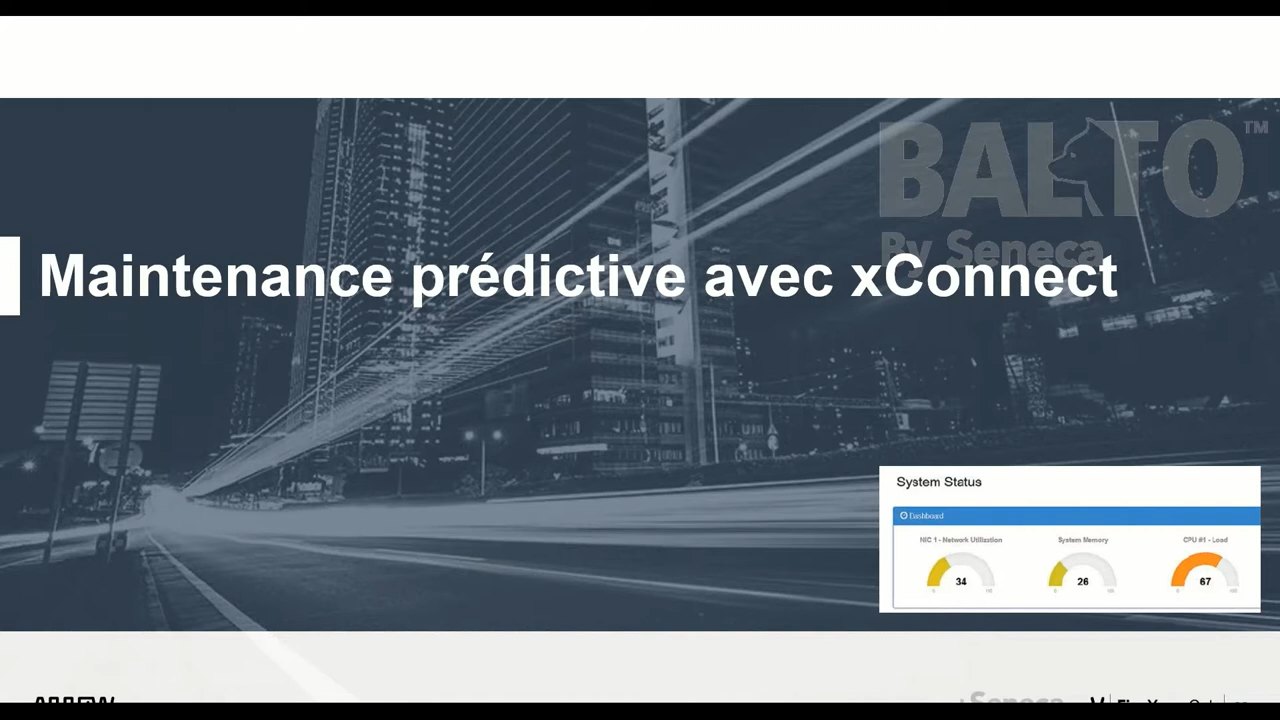 BALTO™
By Seneca
Maintenance prédictive avec xConnect
System Status
Dashboard
NIC 1 - Network Utilization
System Memory
CPU #1 - Load
34
26
67
Seneca